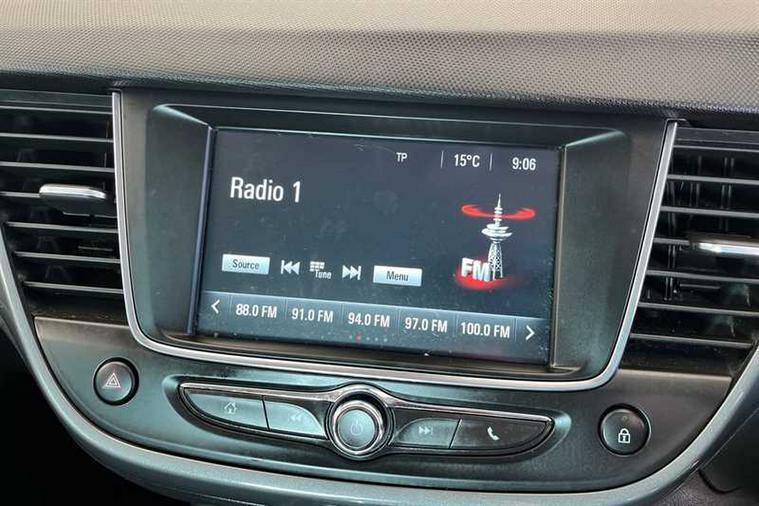 TP 15°C 9:06
Radio 1
FM
Source Tune Menu
88.0 FM 91.0 FM 94.0 FM 97.0 FM 100.0 FM